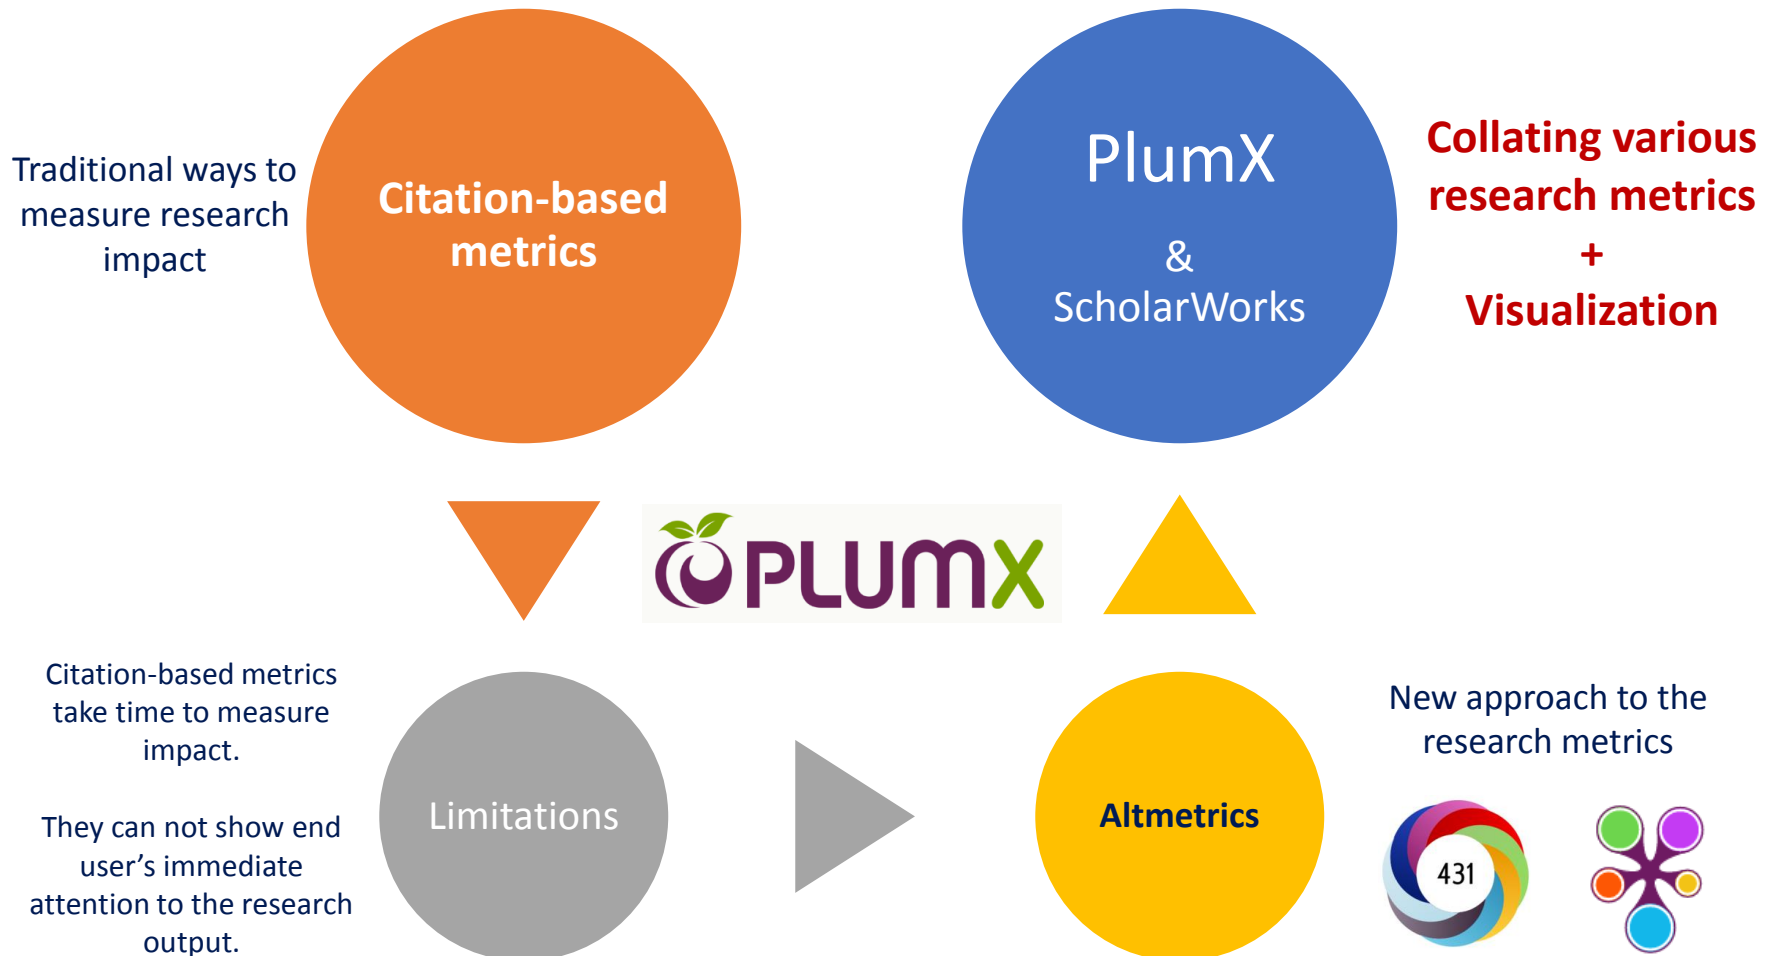 Traditional ways to
measure research
impact
Citation-based
metrics
PlumX
&
ScholarWorks
Collating various
research metrics
+
Visualization
PLUMX
Citation-based metrics
take time to measure
impact.
They can not show end
user’s immediate
attention to the research
output.
Limitations
Altmetrics
New approach to the
research metrics
431